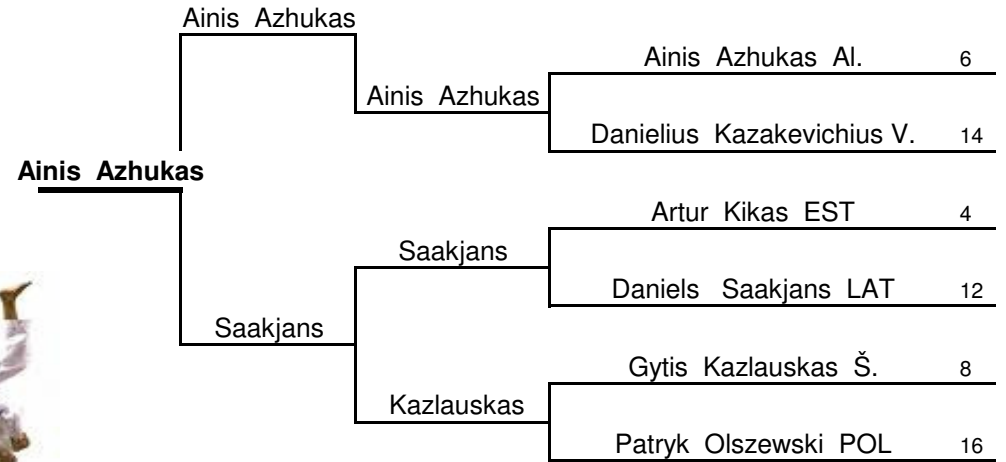 Ainis Azhukas
Ainis Azhukas Al. 6
Ainis Azhukas
Danielius Kazakevichius V. 14
Ainis Azhukas
Artur Kikas EST 4
Saakjans
Daniels Saakjans LAT 12
Saakjans
Gytis Kazlauskas Š. 8
Kazlauskas
Patryk Olszewski POL 16